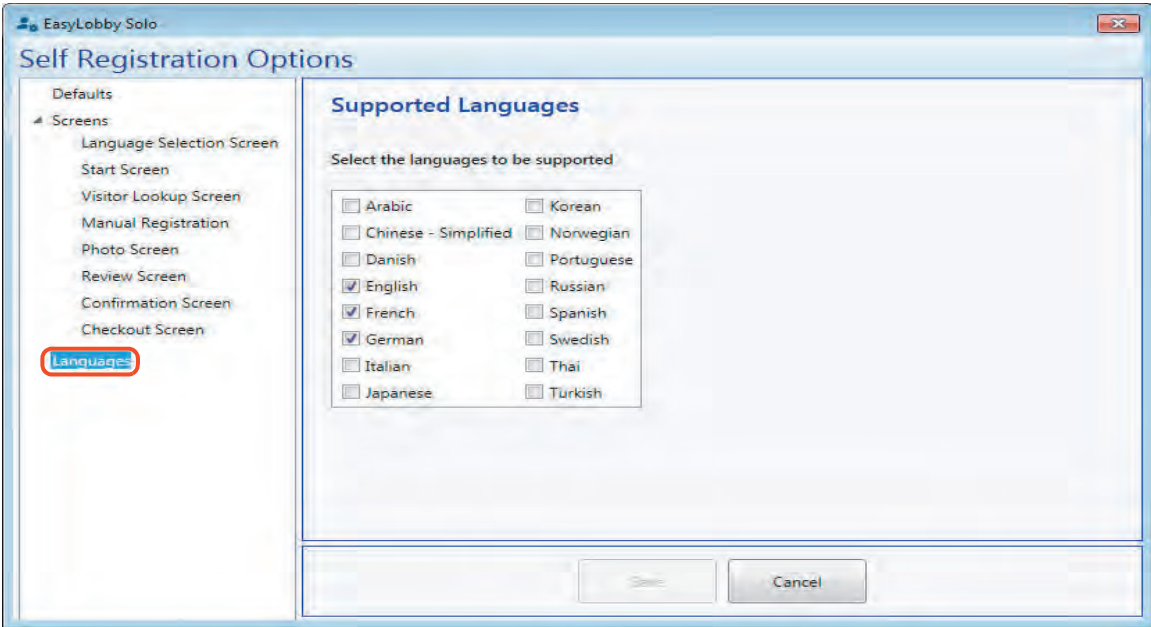 EasyLobby Solo
Self Registration Options
Defaults
Screens
Language Selection Screen
Start Screen
Visitor Lookup Screen
Manual Registration
Photo Screen
Review Screen
Confirmation Screen
Checkout Screen
Languages
Supported Languages
Select the languages to be supported
Arabic
Chinese - Simplified
Danish
English
French
German
Italian
Japanese
Korean
Norwegian
Portuguese
Russian
Spanish
Swedish
Thai
Turkish
Save
Cancel